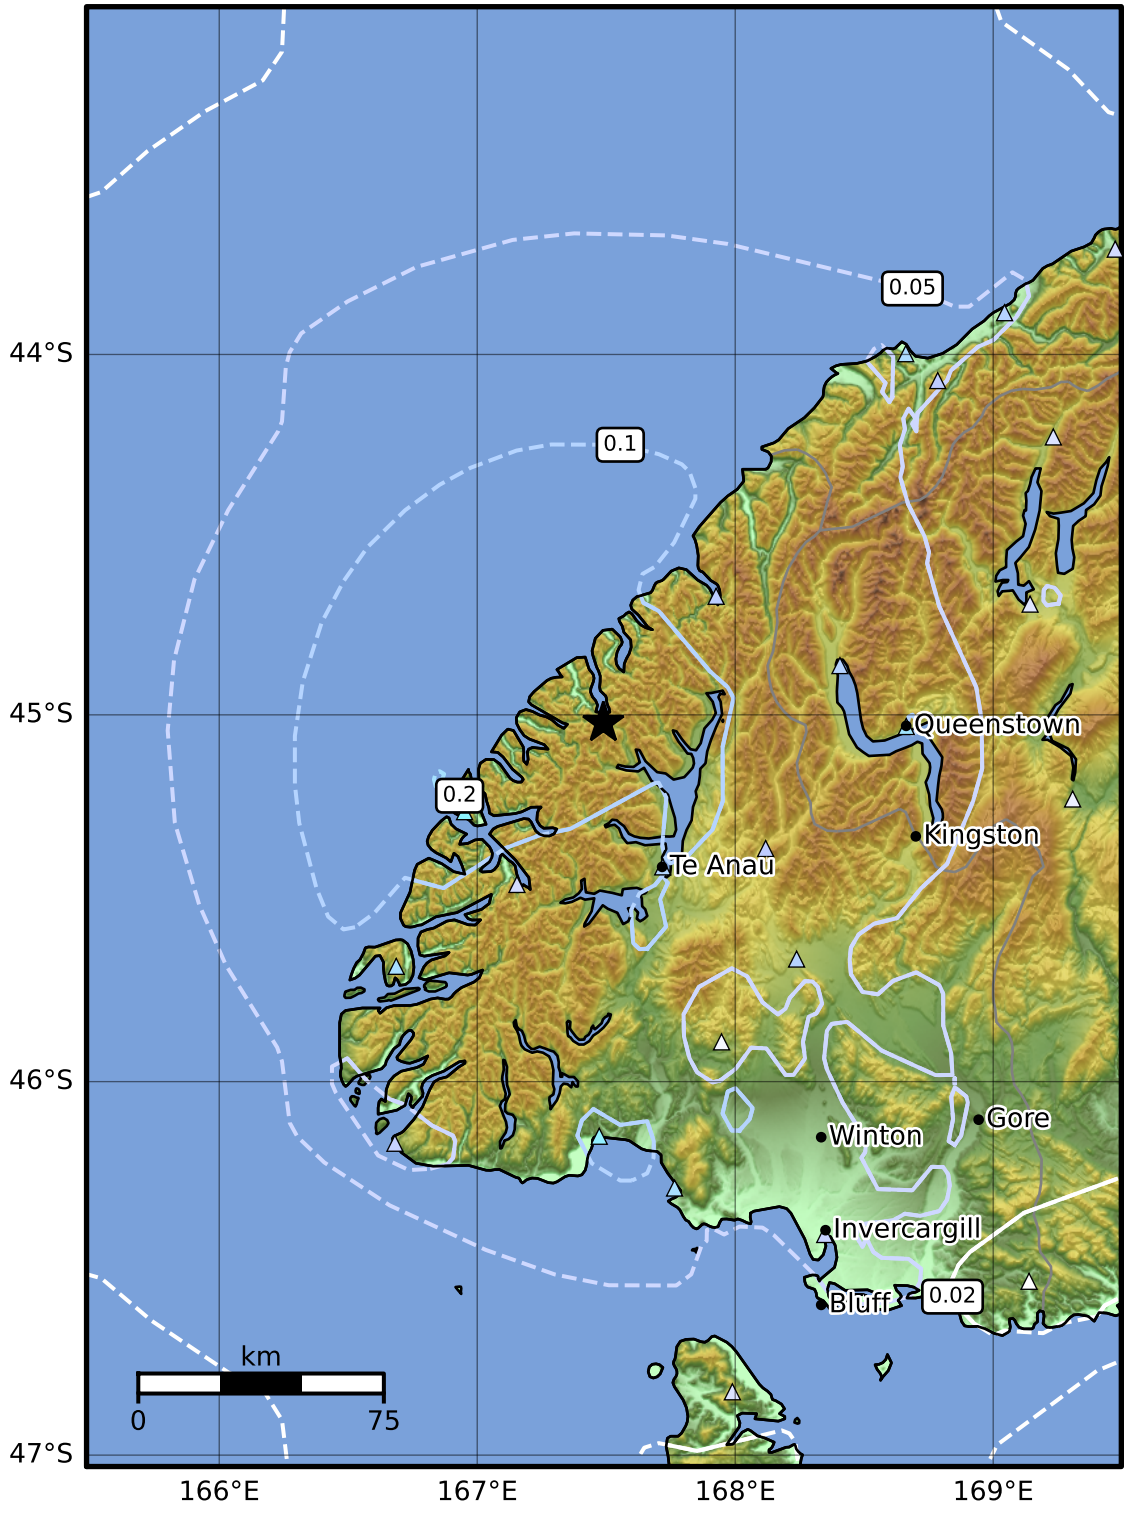 0.05
44°S
0.1
45°S
Queenstown
0.2
Kingston
Te Anau
46°S
Gore
Winton
Invercargill
0.02
Bluff
km
0
75
47°S
166°E
167°E
168°E
169°E